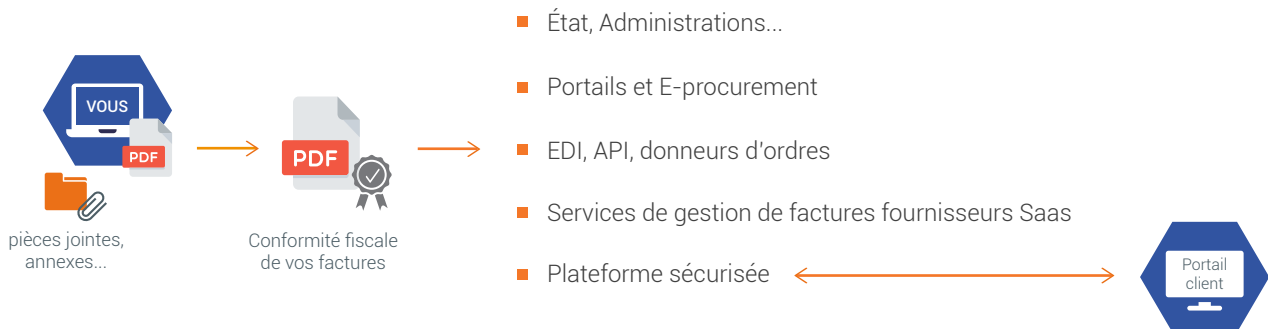 VOUS
PDF
pièces jointes,
annexes...
PDF
Conformité fiscale
de vos factures
État, Administrations...
Portails et E-procurement
EDI, API, donneurs d'ordres
Services de gestion de factures fournisseurs Saas
Plateforme sécurisée
Portail
client